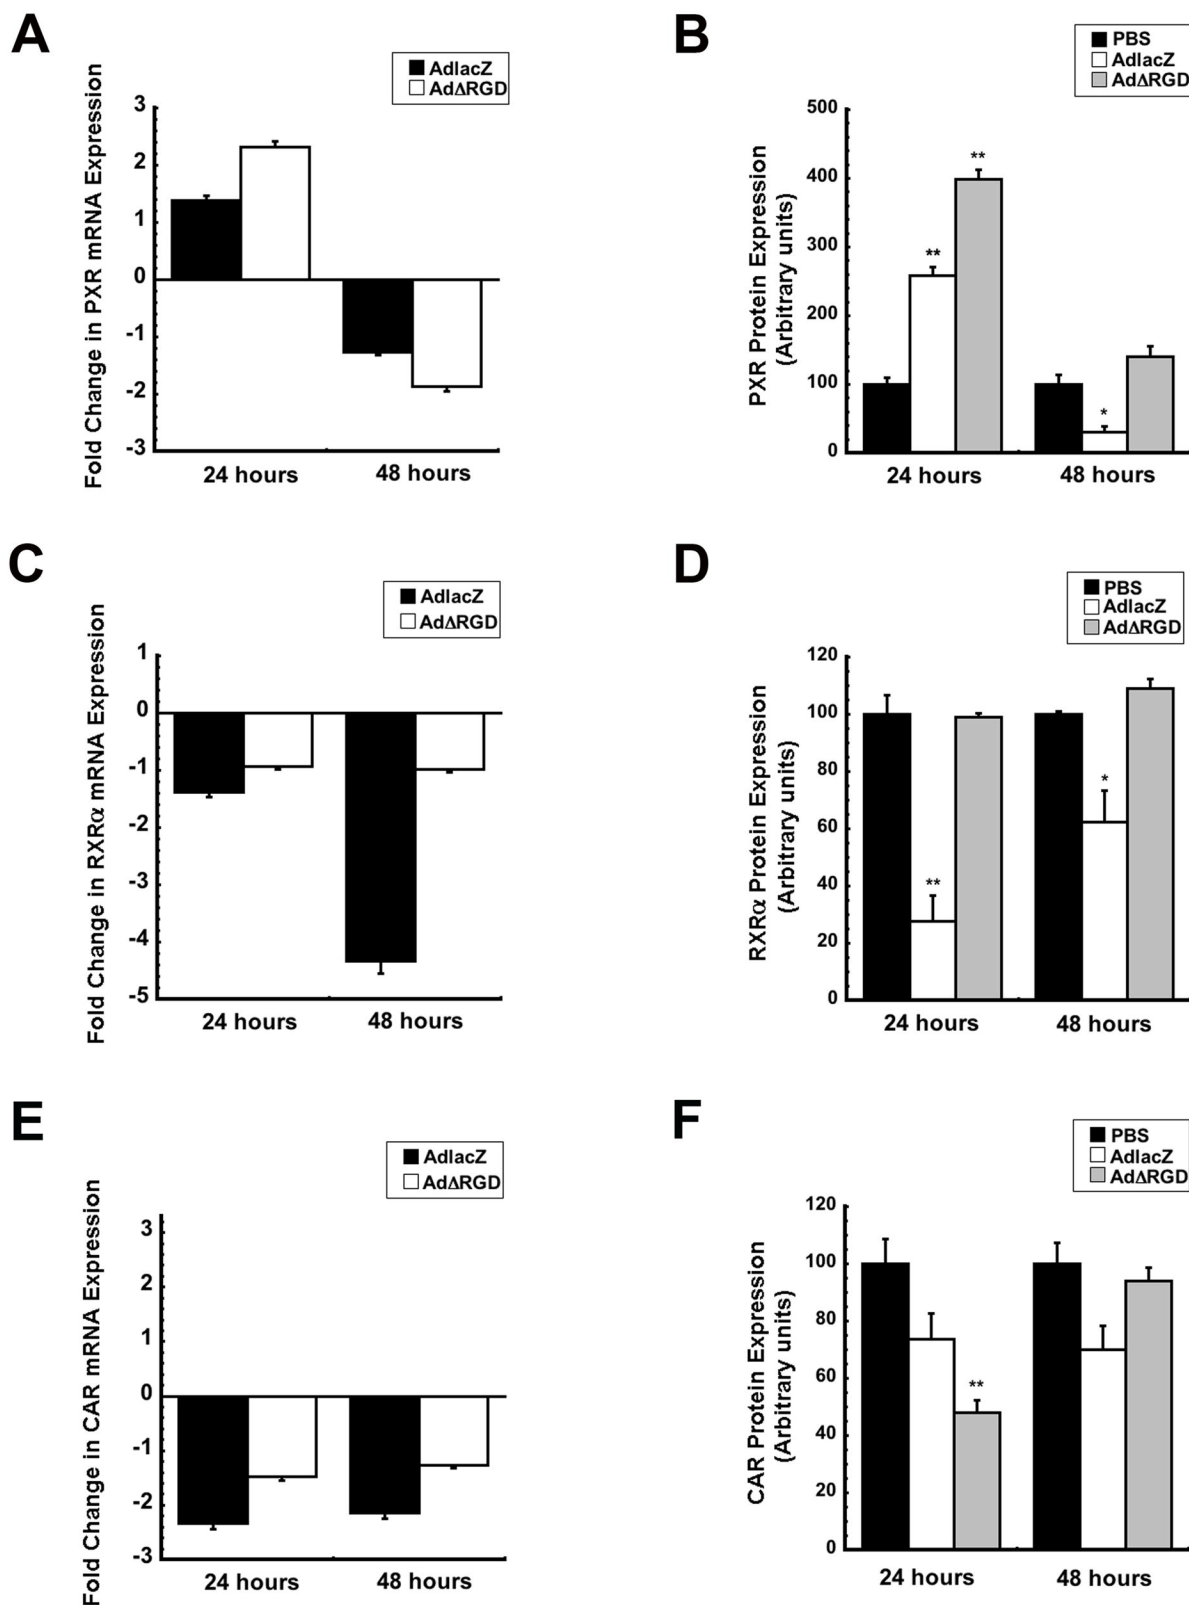 A
AdlacZ
AdΔRGD
Fold Change in PXR mRNA Expression
3
2
1
0
-1
-2
-3
24 hours
48 hours
B
PBS
AdlacZ
AdΔRGD
PXR Protein Expression
(Arbitrary units)
500
400
300
200
100
0
**
**
*
24 hours
48 hours
C
AdlacZ
AdΔRGD
Fold Change in RXRα mRNA Expression
1
0
-1
-2
-3
-4
-5
24 hours
48 hours
D
PBS
AdlacZ
AdΔRGD
RXRα Protein Expression
(Arbitrary units)
120
100
80
60
40
20
0
**
*
24 hours
48 hours
E
AdlacZ
AdΔRGD
Fold Change in CAR mRNA Expression
3
2
1
0
-1
-2
-3
24 hours
48 hours
F
PBS
AdlacZ
AdΔRGD
CAR Protein Expression
(Arbitrary units)
120
100
80
60
40
20
0
**
24 hours
48 hours